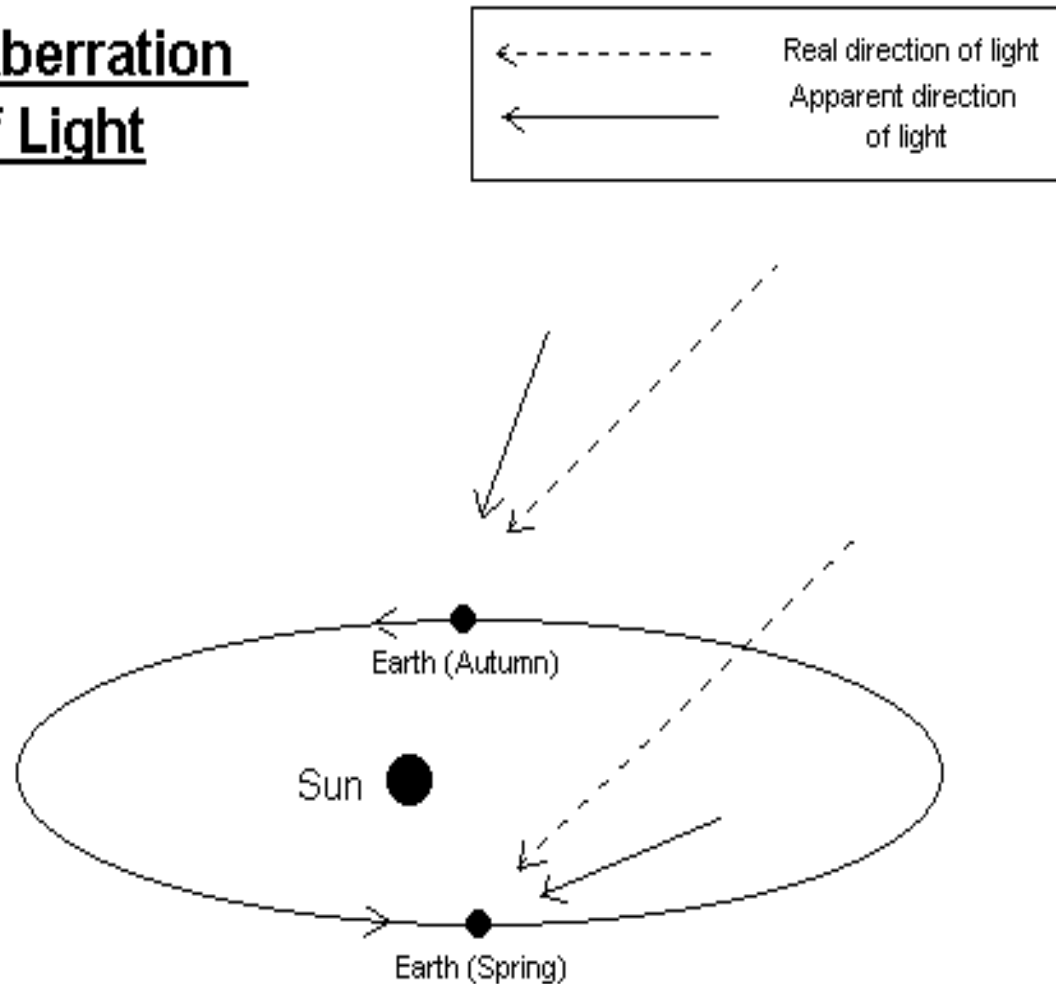 berration
Light
Real direction of light
Apparent direction
of light
Earth (Autumn)
Sun
Earth (Spring)